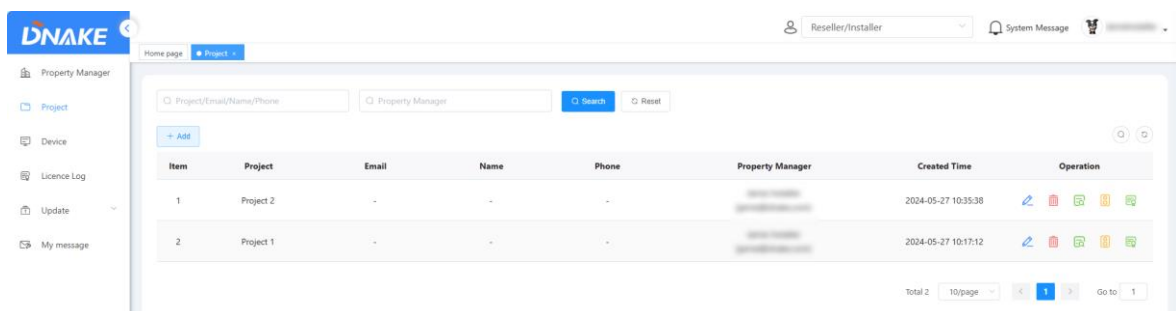 DNAKE
Reseller/Installer
System Message
Home page
Project ×
Property Manager
Project
Device
Licence Log
Update
My message
Project/Email/Name/Phone
Property Manager
Search
Reset
+ Add
Item Project Email Name Phone Property Manager Created Time Operation
1 Project 2 - - - 2024-05-27 10:35:38
2 Project 1 - - - 2024-05-27 10:17:12
Total 2 10/page < 1 > Go to 1